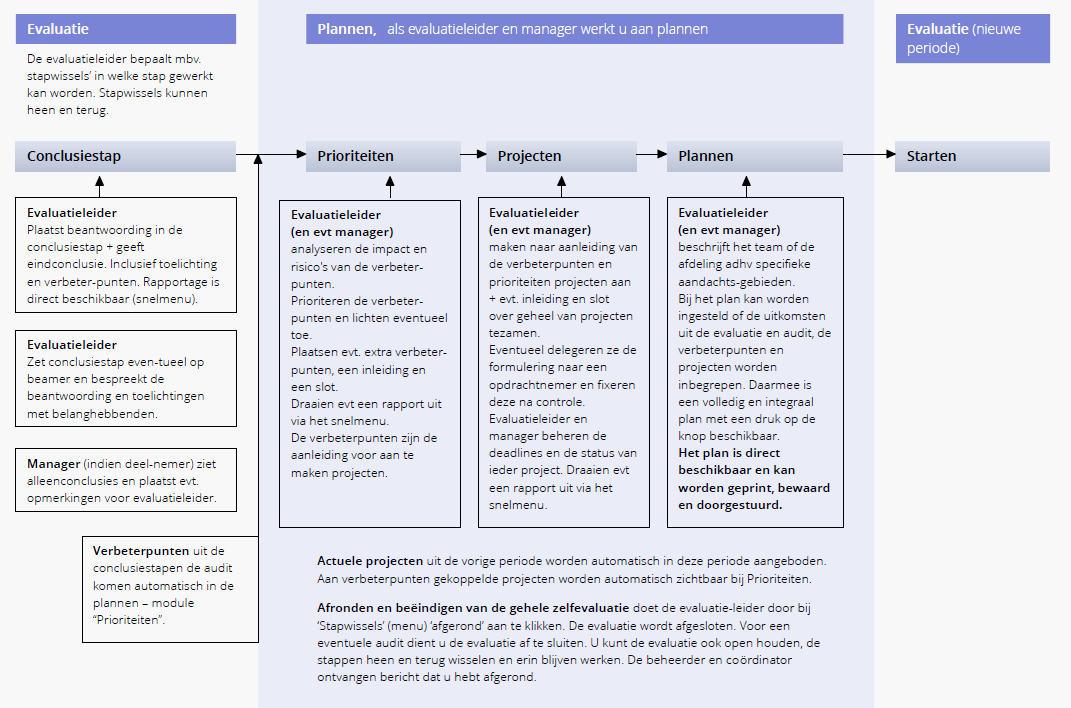 Evaluatie
De evaluatieleider bepaalt mbv.
stapwissels’ in welke stap gewerkt
kan worden. Stapwissels kunnen
heen en terug.
Plannen, als evaluatieleider en manager werkt u aan plannen
Evaluatie (nieuwe
periode)
Conclusiestap
Prioriteiten
Projecten
Plannen
Starten
Evaluatieleider
Plaatst beantwoording in de
conclusiestap + geeft
eindconclusie. Inclusief toelichting
en verbeter-punten. Rapportage is
direct beschikbaar (snelmenu).
Evaluatieleider
Zet conclusiestap even-tueel op
beamer en bespreekt de
beantwoording en toelichtingen
met belanghebbenden.
Manager (indien deel-nemer) ziet
alleenconclusies en plaatst evt.
opmerkingen voor evaluatieleider.
Verbeterpunten uit de
conclusiestapen de audit
komen automatisch in de
plannen – module
“Prioriteiten”.
Evaluatieleider
(en evt manager)
analyseren de impact en
risico's van de verbeter-
punten.
Prioriteren de verbeter-
punten en lichten eventueel
toe.
Plaatsen evt. extra verbeter-
punten, een inleiding en
een slot.
Draaien evt een rapport uit
via het snelmenu.
De verbeterpunten zijn de
aanleiding voor aan te
maken projecten.
Evaluatieleider
(en evt manager)
maken naar aanleiding van
de verbeterpunten en
prioriteiten projecten aan
+ evt. inleiding en slot
over geheel van projecten
tezamen.
Eventueel delegeren ze de
formulering naar een
opdrachtnemer en fixeren
deze na controle.
Evaluatieleider en
manager beheren de
deadlines en de status van
ieder project. Draaien evt
een rapport uit via het
snelmenu.
Evaluatieleider
(en evt manager)
beschrijft het team of de
afdeling adhv specifieke
aandachts-gebieden.
Bij het plan kan worden
ingesteld of de uitkomsten
uit de evaluatie en audit, de
verbeterpunten en
projecten worden
inbegrepen. Daarmee is
een volledig en integraal
plan met een druk op de
knop beschikbaar.
Het plan is direct
beschikbaar en kan
worden geprint, bewaard
en doorgestuurd.
Actuele projecten uit de vorige periode worden automatisch in deze periode aangeboden.
Aan verbeterpunten gekoppelde projecten worden automatisch zichtbaar bij Prioriteiten.
Afronden en beëindigen van de gehele zelfevaluatie doet de evaluatie-leider door bij
‘Stapwissels’ (menu) ‘afgerond’ aan te klikken. De evaluatie wordt afgesloten. Voor een
eventuele audit dient u de evaluatie af te sluiten. U kunt de evaluatie ook open houden, de
stappen heen en terug wisselen en erin blijven werken. De beheerder en coördinator
ontvangen bericht dat u hebt afgerond.